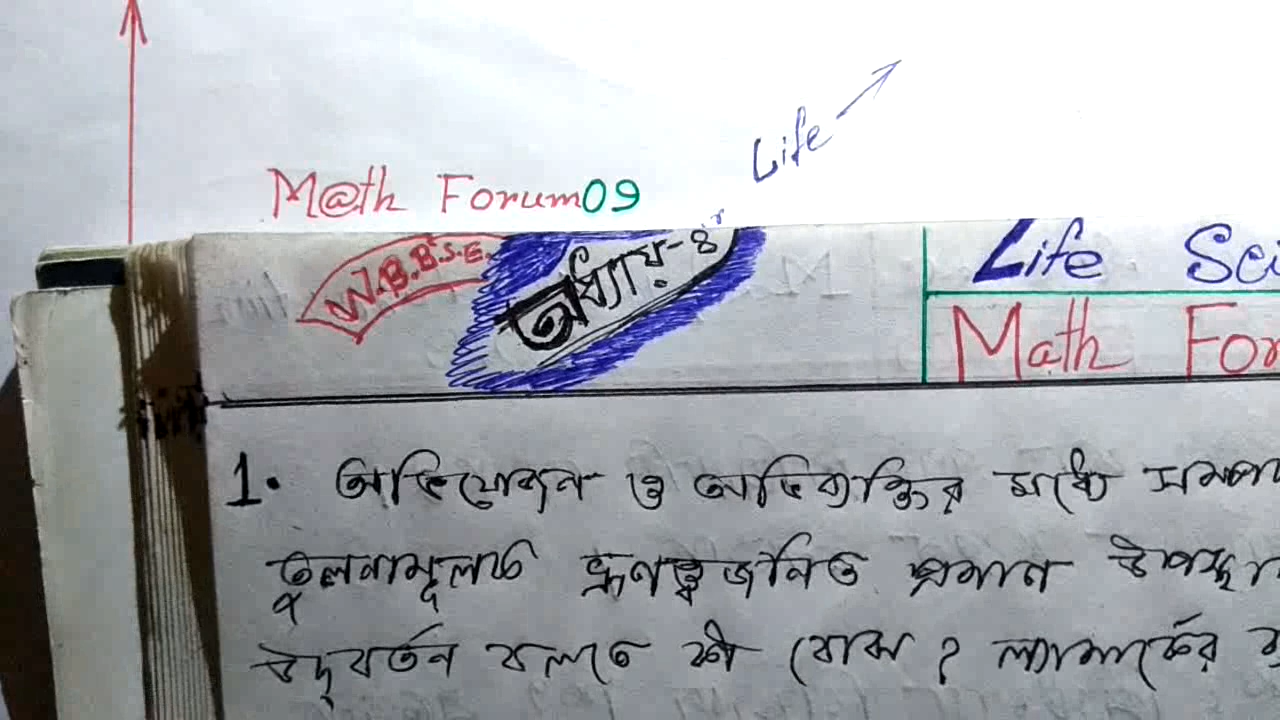 Life
M@th Forum09
W.B.B.S.E.
অধ্যায়-৪
Life Sci
Math For
1. অভিযোজন ও অভিব্যক্তির মধ্যে সম্পর্ক
তুলনামূলক ভ্রূণতত্ত্বজনিত প্রমাণ
উদ্‌বর্তন বলতে কী বোঝ? ল্যামার্কের